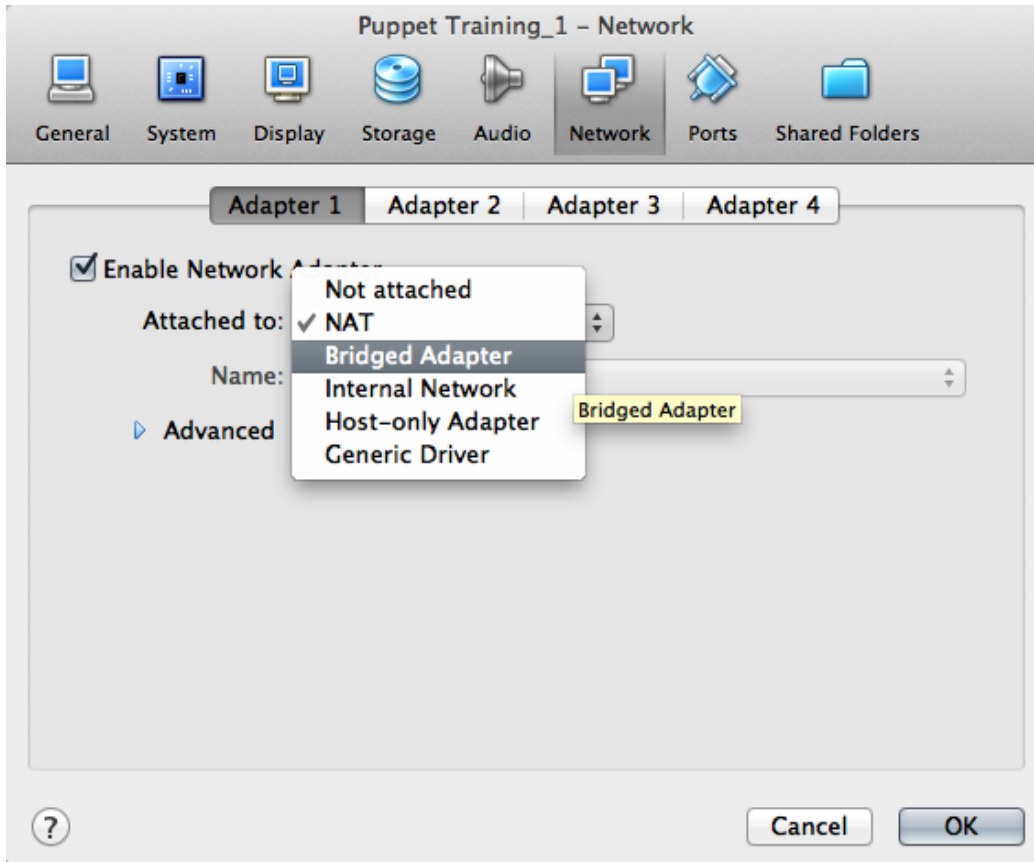 Puppet Training_1 – Network
General System Display Storage Audio Network Ports Shared Folders
Adapter 1 Adapter 2 Adapter 3 Adapter 4
Enable Network Adapter
Not attached
Attached to: ✓ NAT
Bridged Adapter
Name:
Internal Network
Bridged Adapter
Host-only Adapter
Advanced
Generic Driver
? Cancel OK